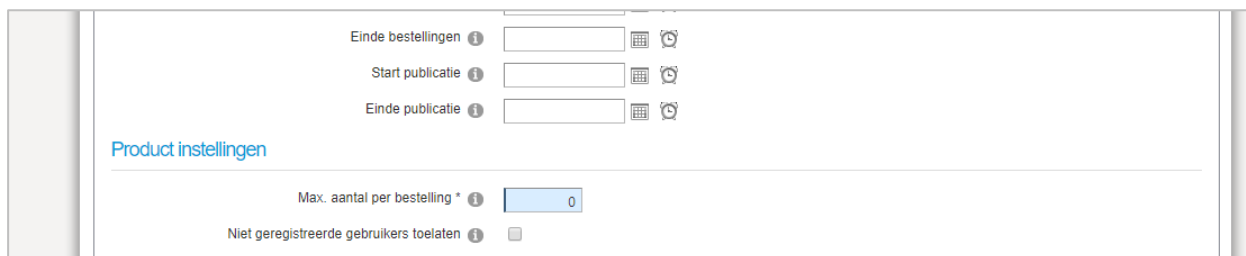 Einde bestellingen
Start publicatie
Einde publicatie
Product instellingen
Max. aantal per bestelling * 0
Niet geregistreerde gebruikers toelaten